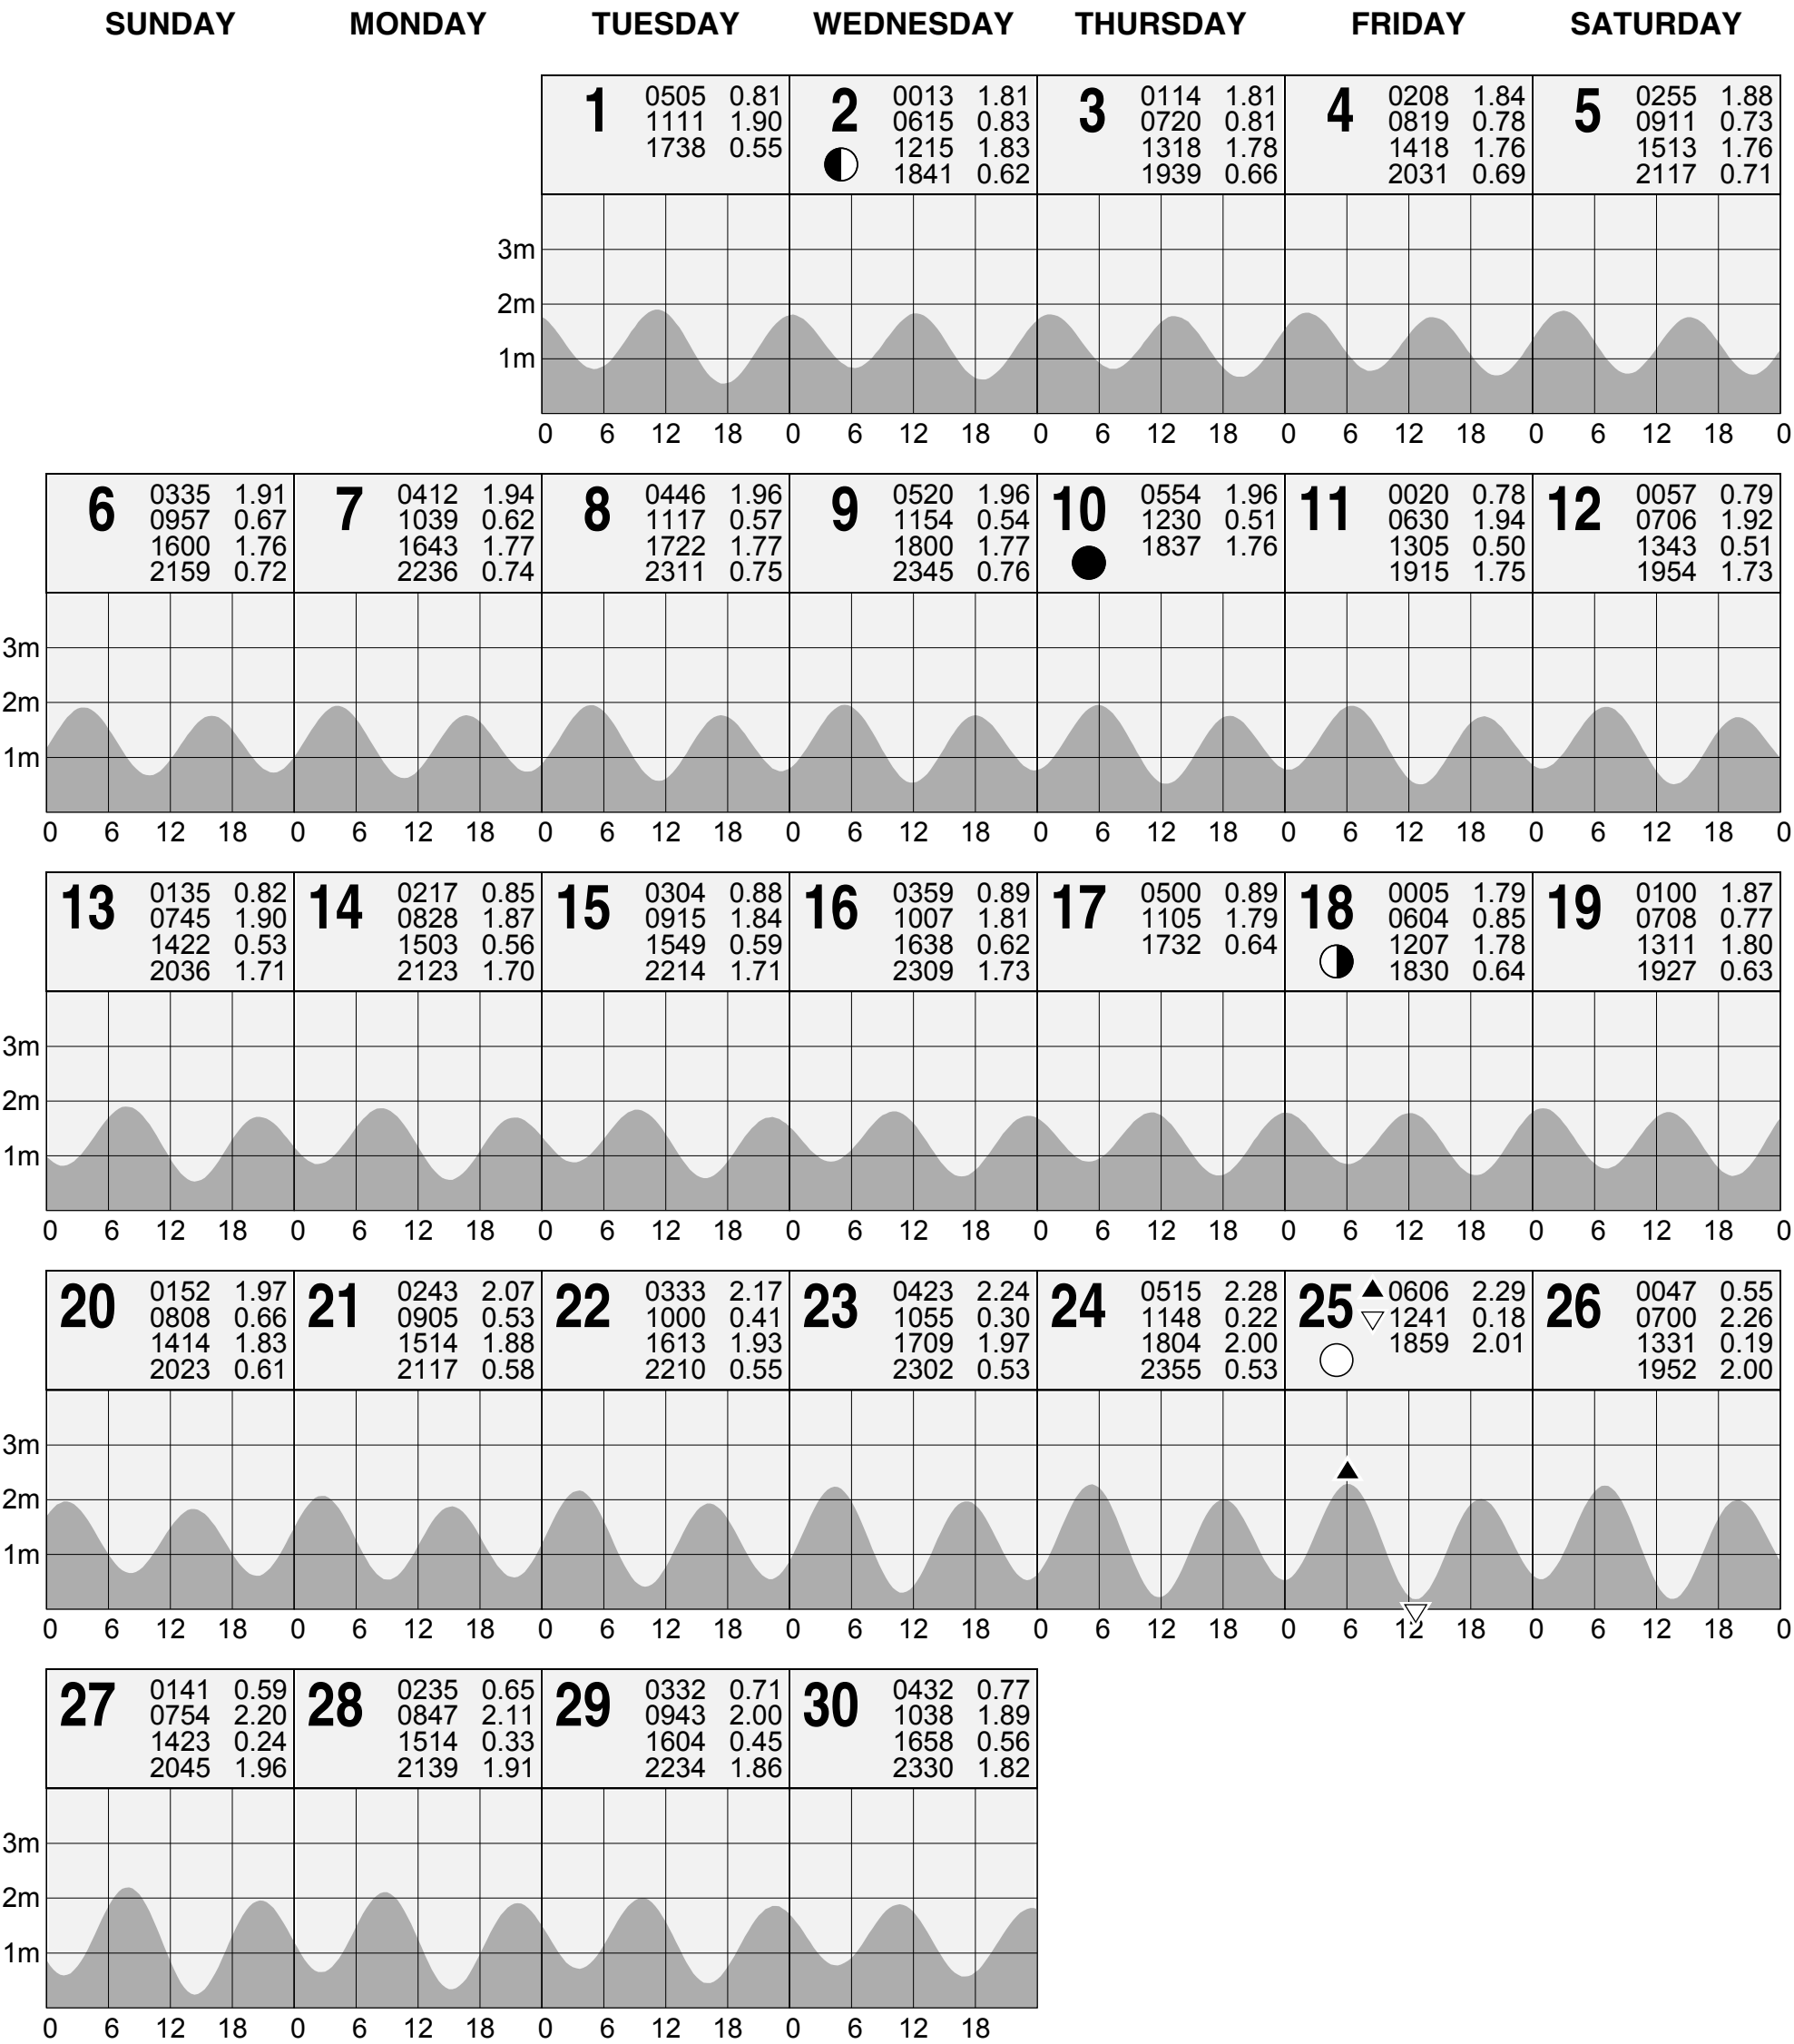 SUNDAY MONDAY TUESDAY WEDNESDAY THURSDAY FRIDAY SATURDAY
1 0505 0.81
1111 1.90
1738 0.55
2 0013 1.81
0615 0.83
1215 1.83
1841 0.62
3 0114 1.81
0720 0.81
1318 1.78
1939 0.66
4 0208 1.84
0819 0.78
1418 1.76
2031 0.69
5 0255 1.88
0911 0.73
1513 1.76
2117 0.71
3m
2m
1m
0 6 12 18 0 6 12 18 0 6 12 18 0 6 12 18 0 6 12 18 0
6 0335 1.91
0957 0.67
1600 1.76
2159 0.72
7 0412 1.94
1039 0.62
1643 1.77
2236 0.74
8 0446 1.96
1117 0.57
1722 1.77
2311 0.75
9 0520 1.96
1154 0.54
1800 1.77
2345 0.76
10 0554 1.96
1230 0.51
1837 1.76
11 0020 0.78
0630 1.94
1305 0.50
1915 1.75
12 0057 0.79
0706 1.92
1343 0.51
1954 1.73
3m
2m
1m
0 6 12 18 0 6 12 18 0 6 12 18 0 6 12 18 0 6 12 18 0 6 12 18 0 6 12 18 0
13 0135 0.82
0745 1.90
1422 0.53
2036 1.71
14 0217 0.85
0828 1.87
1503 0.56
2123 1.70
15 0304 0.88
0915 1.84
1549 0.59
2214 1.71
16 0359 0.89
1007 1.81
1638 0.62
2309 1.73
17 0500 0.89
1105 1.79
1732 0.64
18 0005 1.79
0604 0.85
1207 1.78
1830 0.64
19 0100 1.87
0708 0.77
1311 1.80
1927 0.63
3m
2m
1m
0 6 12 18 0 6 12 18 0 6 12 18 0 6 12 18 0 6 12 18 0 6 12 18 0 6 12 18 0
20 0152 1.97
0808 0.66
1414 1.83
2023 0.61
21 0243 2.07
0905 0.53
1514 1.88
2117 0.58
22 0333 2.17
1000 0.41
1613 1.93
2210 0.55
23 0423 2.24
1055 0.30
1709 1.97
2302 0.53
24 0515 2.28
1148 0.22
1804 2.00
2355 0.53
25 0606 2.29
1241 0.18
1859 2.01
26 0047 0.55
0700 2.26
1331 0.19
1952 2.00
3m
2m
1m
0 6 12 18 0 6 12 18 0 6 12 18 0 6 12 18 0 6 12 18 0 6 12 18 0 6 12 18 0
27 0141 0.59
0754 2.20
1423 0.24
2045 1.96
28 0235 0.65
0847 2.11
1514 0.33
2139 1.91
29 0332 0.71
0943 2.00
1604 0.45
2234 1.86
30 0432 0.77
1038 1.89
1658 0.56
2330 1.82
3m
2m
1m
0 6 12 18 0 6 12 18 0 6 12 18 0 6 12 18